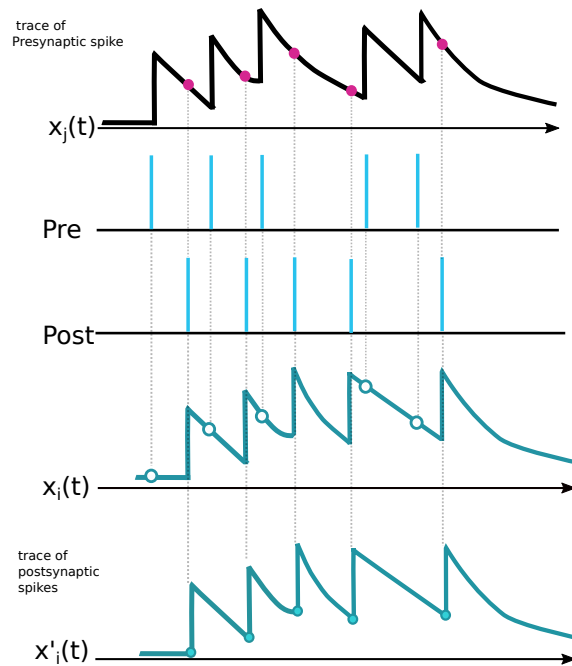 trace of
Presynaptic spike
xj(t)
Pre
Post
xi(t)
trace of
postsynaptic
spikes
x'i(t)